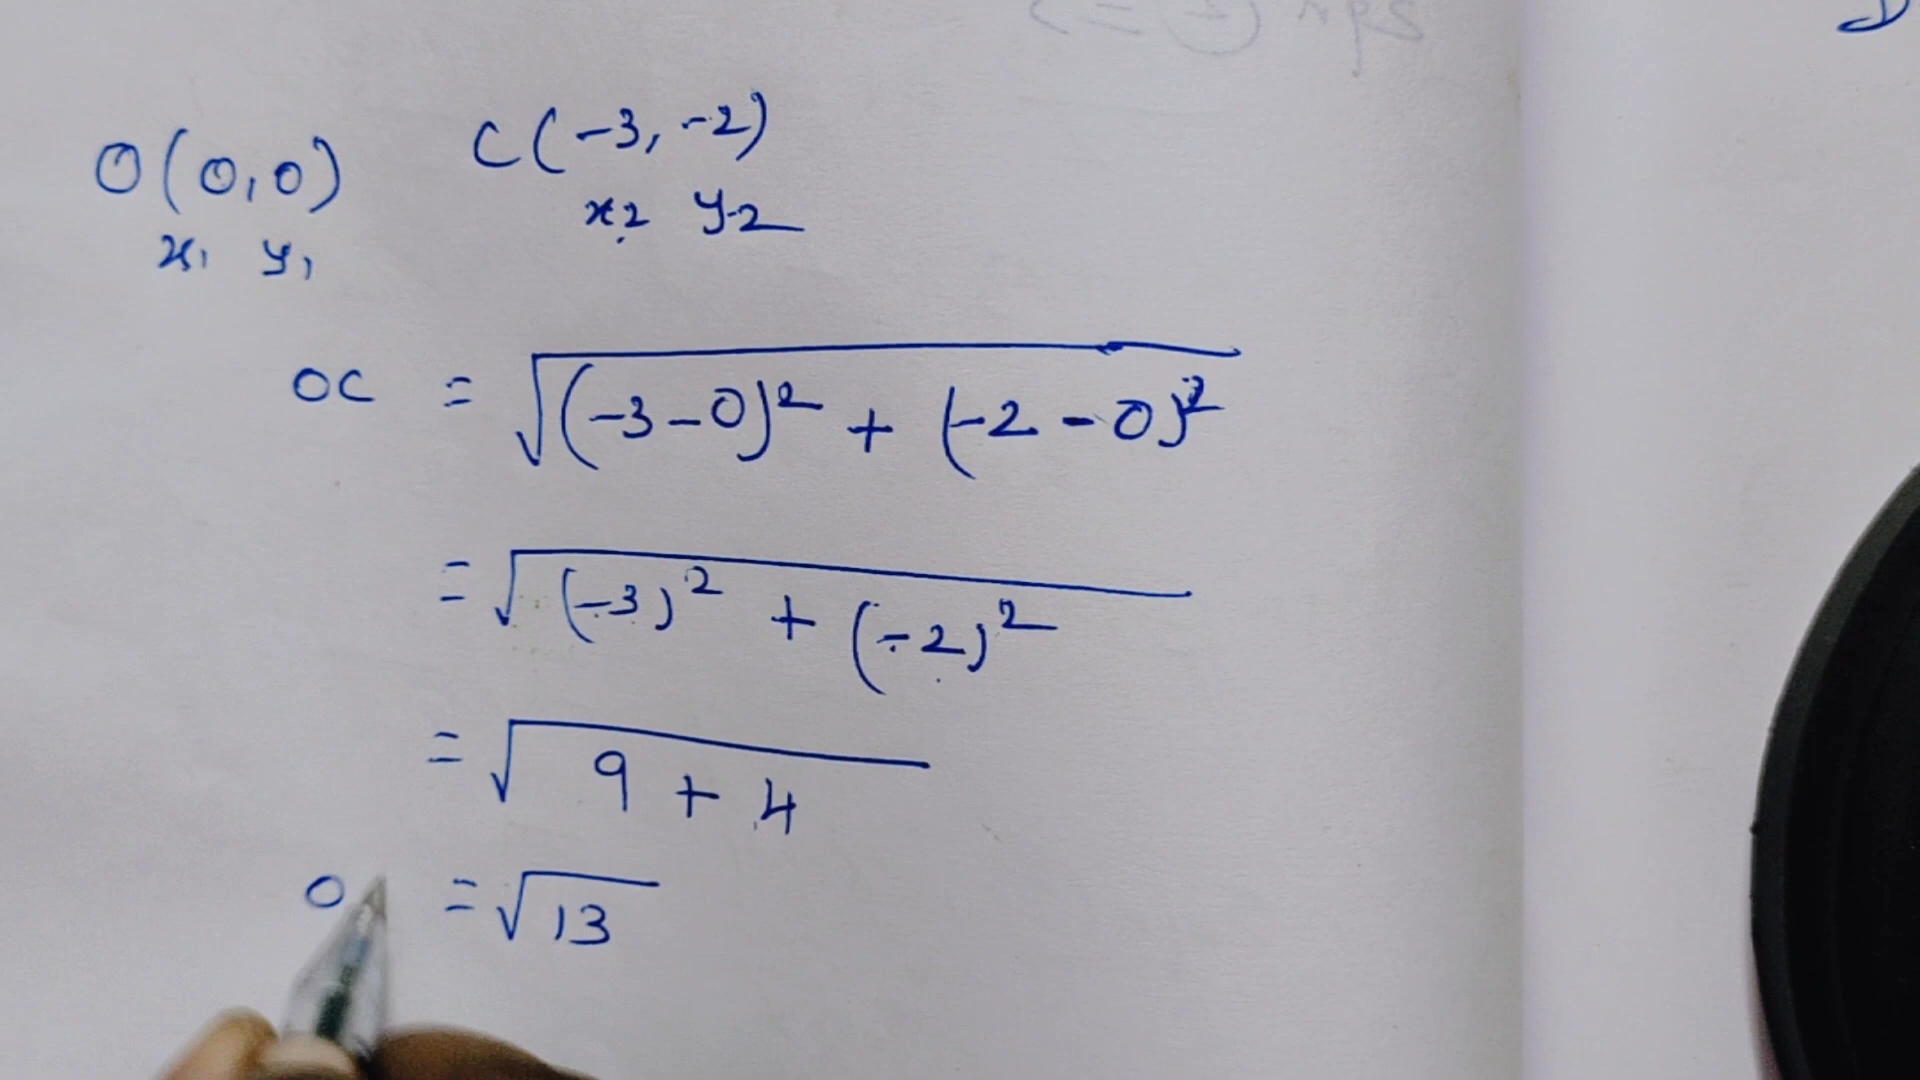 O(0,0) C(-3, -2)
x₁ y₁ x₂ y₂
OC = √(-3-0)² + (-2-0)²
= √(-3)² + (-2)²
= √9 + 4
O = √13